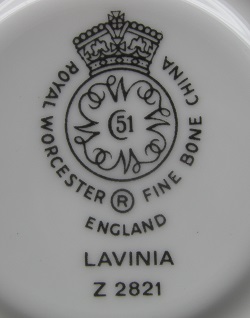 ROYAL WORCESTER ® FINE BONE CHINA
51
ENGLAND
LAVINIA
Z 2821